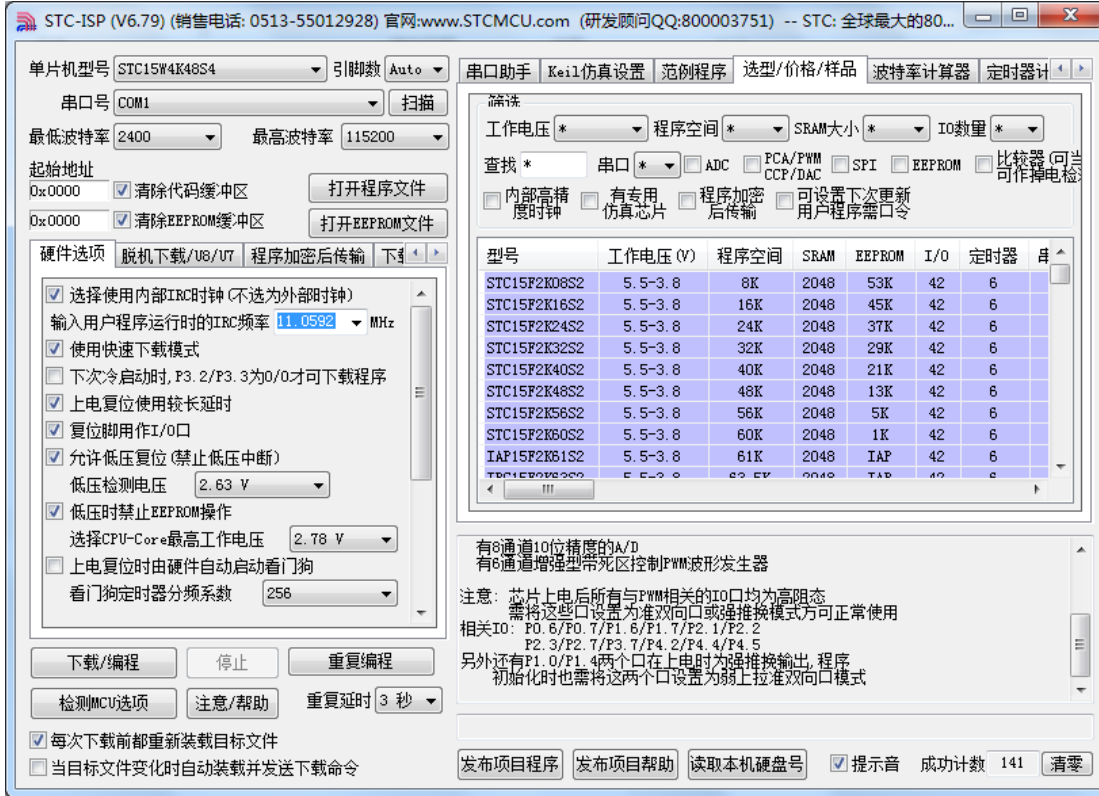 STC-ISP (V6.79) (销售电话: 0513-55012928) 官网:www.STCMCU.com (研发顾问QQ:800003751) -- STC: 全球最大的80...
单片机型号 STC15W4K48S4 引脚数 Auto
串口号 COM1 扫描
最低波特率 2400 最高波特率 115200
起始地址
0x0000 清除代码缓冲区 打开程序文件
0x0000 清除EEPROM缓冲区 打开EEPROM文件
硬件选项 脱机下载/U8/U7 程序加密后传输
选择使用内部IRC时钟(不选为外部时钟)
输入用户程序运行时的IRC频率 11.0592 MHz
使用快速下载模式
下次冷启动时,P3.2/P3.3为0/0才可下载程序
上电复位使用较长延时
复位脚用作I/O口
允许低压复位(禁止低压中断)
低压检测电压 2.63 V
低压时禁止EEPROM操作
选择CPU-Core最高工作电压 2.78 V
上电复位时由硬件自动启动看门狗
看门狗定时器分频系数 256
下载/编程 停止 重复编程
检测MCU选项 注意/帮助 重复延时 3 秒
每次下载前都重新装载目标文件
当目标文件变化时自动装载并发送下载命令
串口助手 Keil仿真设置 范例程序 选型/价格/样品 波特率计算器 定时器计
筛选
工作电压 * 程序空间 * SRAM大小 * IO数量 *
查找 * 串口 * ADC PCA/PWM CCP/DAC SPI EEPROM 比较器(可当 可作掉电检
内部高精度时钟 有专用仿真芯片 程序加密后传输 可设置下次更新用户程序需口令
型号 工作电压(V) 程序空间 SRAM EEPROM I/O 定时器 串
STC15F2K08S2 5.5-3.8 8K 2048 53K 42 6
STC15F2K16S2 5.5-3.8 16K 2048 45K 42 6
STC15F2K24S2 5.5-3.8 24K 2048 37K 42 6
STC15F2K32S2 5.5-3.8 32K 2048 29K 42 6
STC15F2K40S2 5.5-3.8 40K 2048 21K 42 6
STC15F2K48S2 5.5-3.8 48K 2048 13K 42 6
STC15F2K56S2 5.5-3.8 56K 2048 5K 42 6
STC15F2K60S2 5.5-3.8 60K 2048 1K 42 6
IAP15F2K61S2 5.5-3.8 61K 2048 IAP 42 6
有8通道10位精度的A/D
有6通道增强型带死区控制PWM波形发生器
注意: 芯片上电后所有与PWM相关的IO口均为高阻态
需将这些口设置为准双向口或强推换模式方可正常使用
相关IO: P0.6/P0.7/P1.6/P1.7/P2.1/P2.2
P2.3/P2.7/P3.7/P4.2/P4.4/P4.5
另外还有P1.0/P1.4两个口在上电时为强推换输出,程序
初始化时也需将这两个口设置为弱上拉准双向口模式
发布项目程序 发布项目帮助 读取本机硬盘号 提示音 成功计数 141 清零